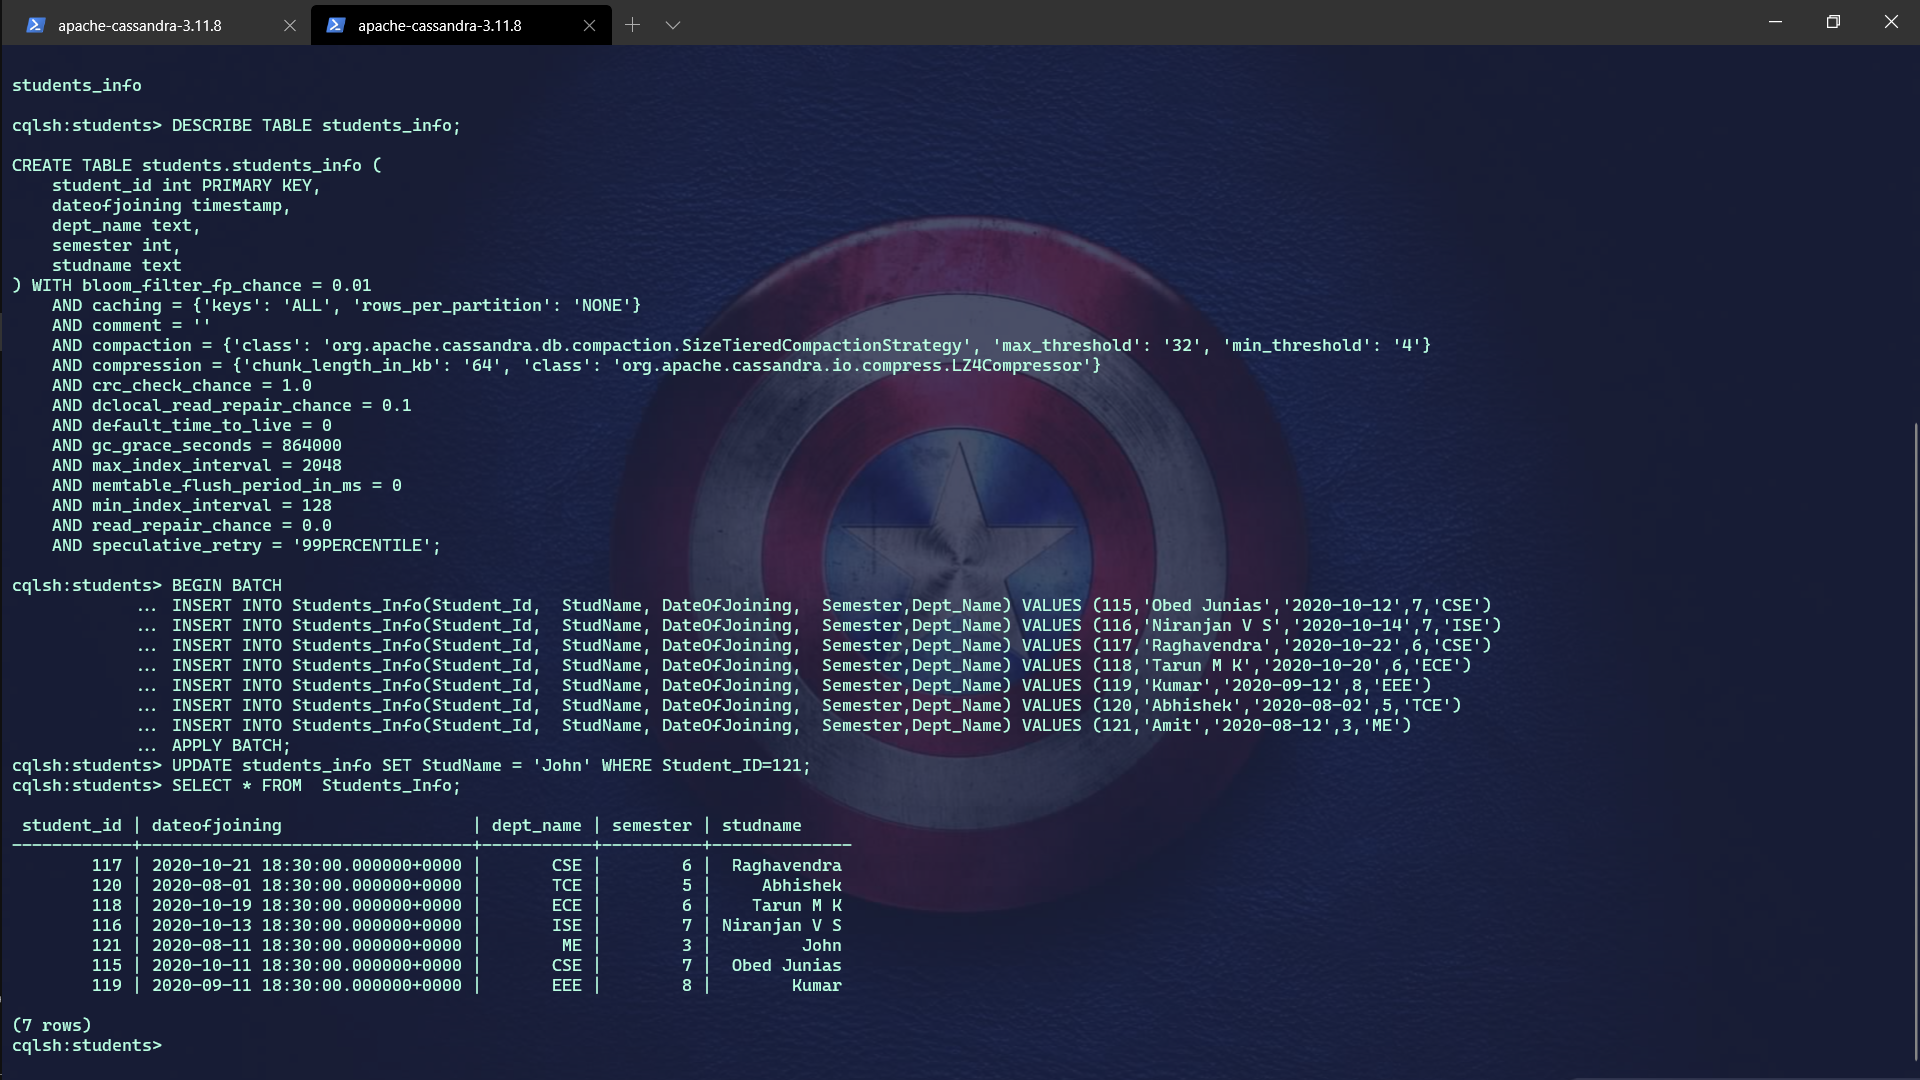 apache-cassandra-3.11.8
apache-cassandra-3.11.8
students_info
cqlsh:students> DESCRIBE TABLE students_info;
CREATE TABLE students.students_info (
    student_id int PRIMARY KEY,
    dateofjoining timestamp,
    dept_name text,
    semester int,
    studname text
) WITH bloom_filter_fp_chance = 0.01
    AND caching = {'keys': 'ALL', 'rows_per_partition': 'NONE'}
    AND comment = ''
    AND compaction = {'class': 'org.apache.cassandra.db.compaction.SizeTieredCompactionStrategy', 'max_threshold': '32', 'min_threshold': '4'}
    AND compression = {'chunk_length_in_kb': '64', 'class': 'org.apache.cassandra.io.compress.LZ4Compressor'}
    AND crc_check_chance = 1.0
    AND dclocal_read_repair_chance = 0.1
    AND default_time_to_live = 0
    AND gc_grace_seconds = 864000
    AND max_index_interval = 2048
    AND memtable_flush_period_in_ms = 0
    AND min_index_interval = 128
    AND read_repair_chance = 0.0
    AND speculative_retry = '99PERCENTILE';
cqlsh:students> BEGIN BATCH
... INSERT INTO Students_Info(Student_Id,  StudName, DateOfJoining,  Semester,Dept_Name) VALUES (115,'Obed Junias','2020-10-12',7,'CSE')
... INSERT INTO Students_Info(Student_Id,  StudName, DateOfJoining,  Semester,Dept_Name) VALUES (116,'Niranjan V S','2020-10-14',7,'ISE')
... INSERT INTO Students_Info(Student_Id,  StudName, DateOfJoining,  Semester,Dept_Name) VALUES (117,'Raghavendra','2020-10-22',6,'CSE')
... INSERT INTO Students_Info(Student_Id,  StudName, DateOfJoining,  Semester,Dept_Name) VALUES (118,'Tarun M K','2020-10-20',6,'ECE')
... INSERT INTO Students_Info(Student_Id,  StudName, DateOfJoining,  Semester,Dept_Name) VALUES (119,'Kumar','2020-09-12',8,'EEE')
... INSERT INTO Students_Info(Student_Id,  StudName, DateOfJoining,  Semester,Dept_Name) VALUES (120,'Abhishek','2020-08-02',5,'TCE')
... INSERT INTO Students_Info(Student_Id,  StudName, DateOfJoining,  Semester,Dept_Name) VALUES (121,'Amit','2020-08-12',3,'ME')
... APPLY BATCH;
cqlsh:students> UPDATE students_info SET StudName = 'John' WHERE Student_ID=121;
cqlsh:students> SELECT * FROM  Students_Info;
 student_id | dateofjoining                   | dept_name | semester | studname
------------+---------------------------------+-----------+----------+--------------
        117 | 2020-10-21 18:30:00.000000+0000 |       CSE |        6 |  Raghavendra
        120 | 2020-08-01 18:30:00.000000+0000 |       TCE |        5 |     Abhishek
        118 | 2020-10-19 18:30:00.000000+0000 |       ECE |        6 |    Tarun M K
        116 | 2020-10-13 18:30:00.000000+0000 |       ISE |        7 | Niranjan V S
        121 | 2020-08-11 18:30:00.000000+0000 |        ME |        3 |         John
        115 | 2020-10-11 18:30:00.000000+0000 |       CSE |        7 |  Obed Junias
        119 | 2020-09-11 18:30:00.000000+0000 |       EEE |        8 |        Kumar
(7 rows)
cqlsh:students>